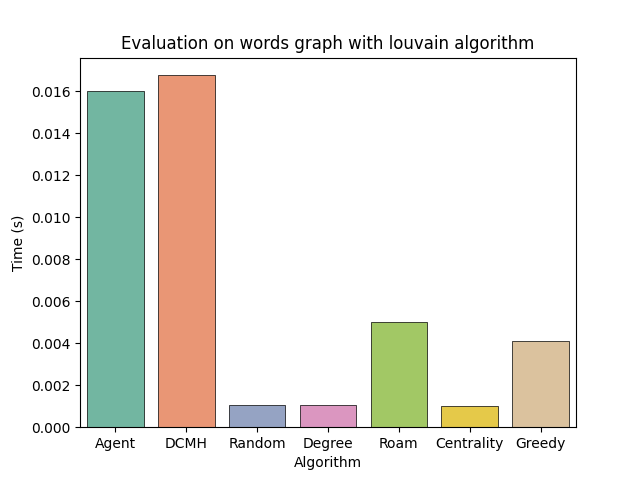 Evaluation on words graph with louvain algorithm
Time (s)
0.016
0.014
0.012
0.010
0.008
0.006
0.004
0.002
0.000
Agent DCMH Random Degree Roam Centrality Greedy
Algorithm